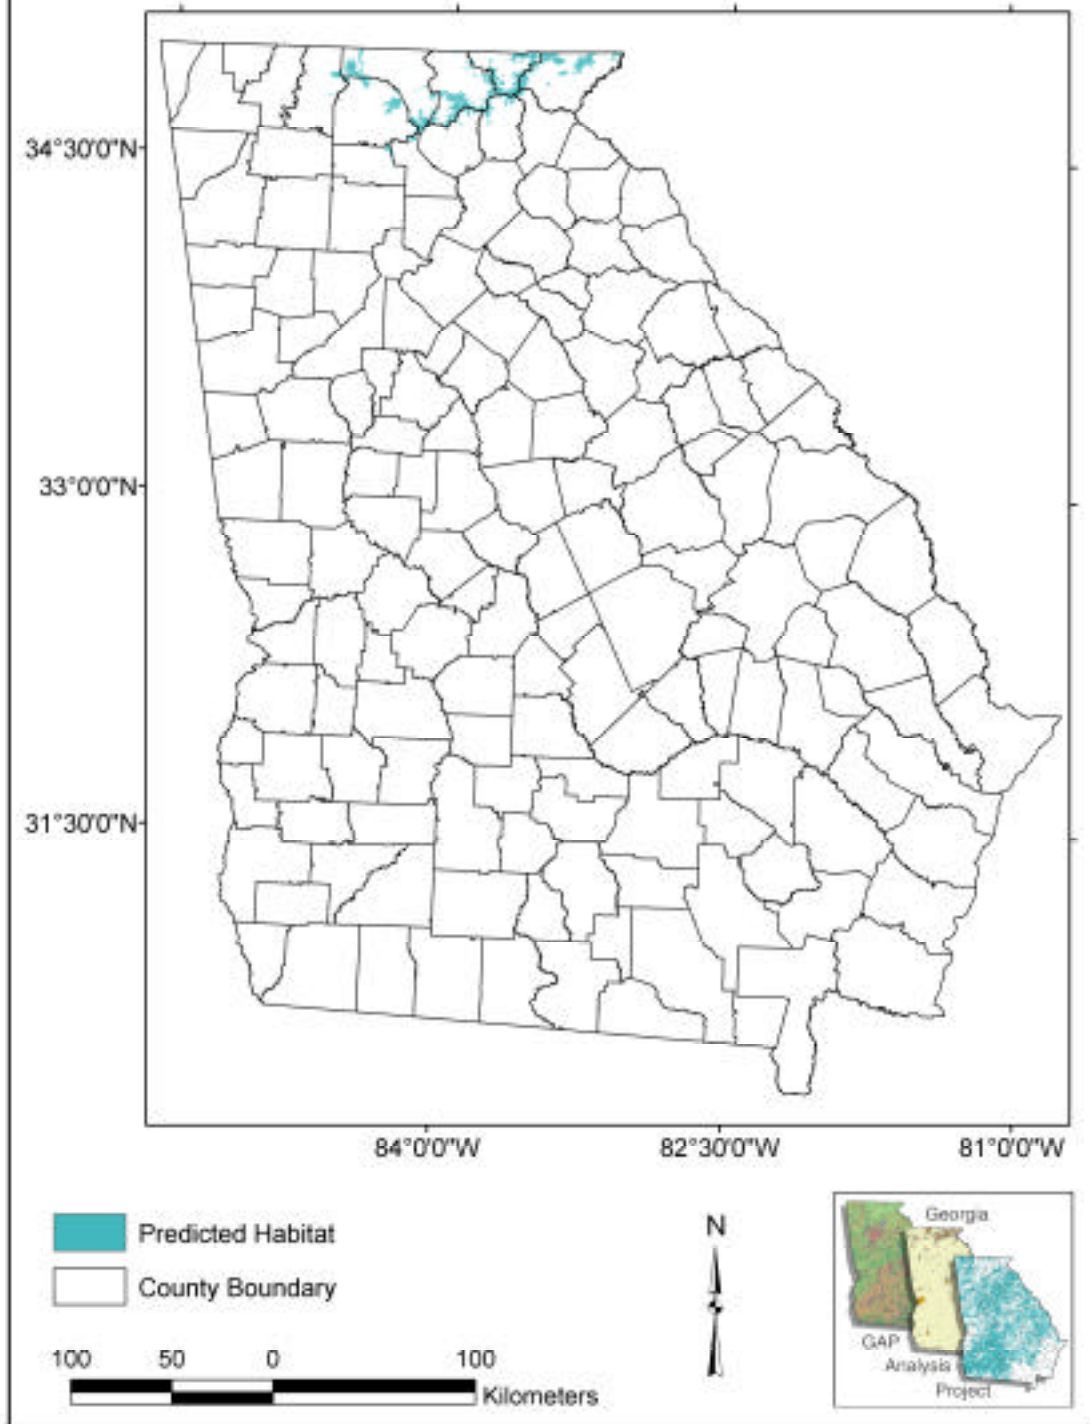 34°30'0"N
33°0'0"N
31°30'0"N
84°0'0"W 82°30'0"W 81°0'0"W
Predicted Habitat
County Boundary
N
100 50 0 100
Kilometers
Georgia
GAP
Analysis
Project